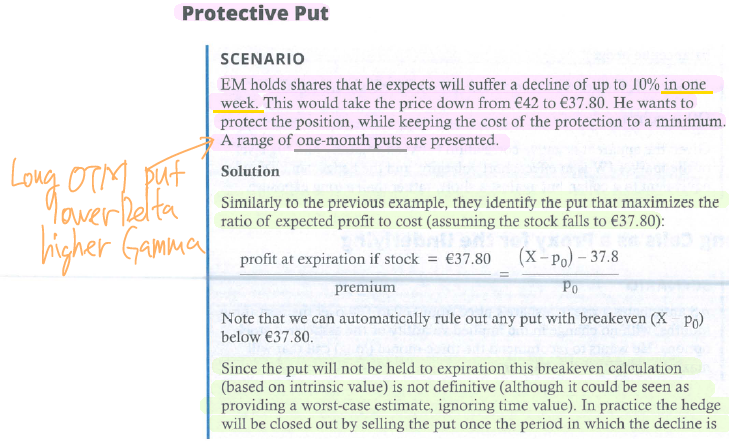 Protective Put
SCENARIO
EM holds shares that he expects will suffer a decline of up to 10% in one
week. This would take the price down from €42 to €37.80. He wants to
protect the position, while keeping the cost of the protection to a minimum.
A range of one-month puts are presented.
Long OTM put
lower Delta
higher Gamma
Solution
Similarly to the previous example, they identify the put that maximizes the
ratio of expected profit to cost (assuming the stock falls to €37.80):
profit at expiration if stock = €37.80 / premium = (X – p₀) – 37.8 / p₀
Note that we can automatically rule out any put with breakeven (X – p₀)
below €37.80.
Since the put will not be held to expiration this breakeven calculation
(based on intrinsic value) is not definitive (although it could be seen as
providing a worst-case estimate, ignoring time value). In practice the hedge
will be closed out by selling the put once the period in which the decline is